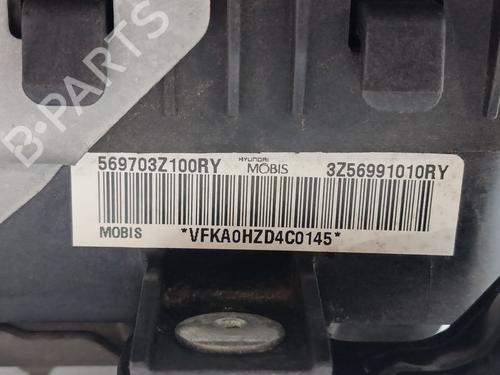 B-PARTS
569703Z100RY HYUNDAI MOBIS 3Z56991010RY
MOBIS *VFKA0HZD4C0145*